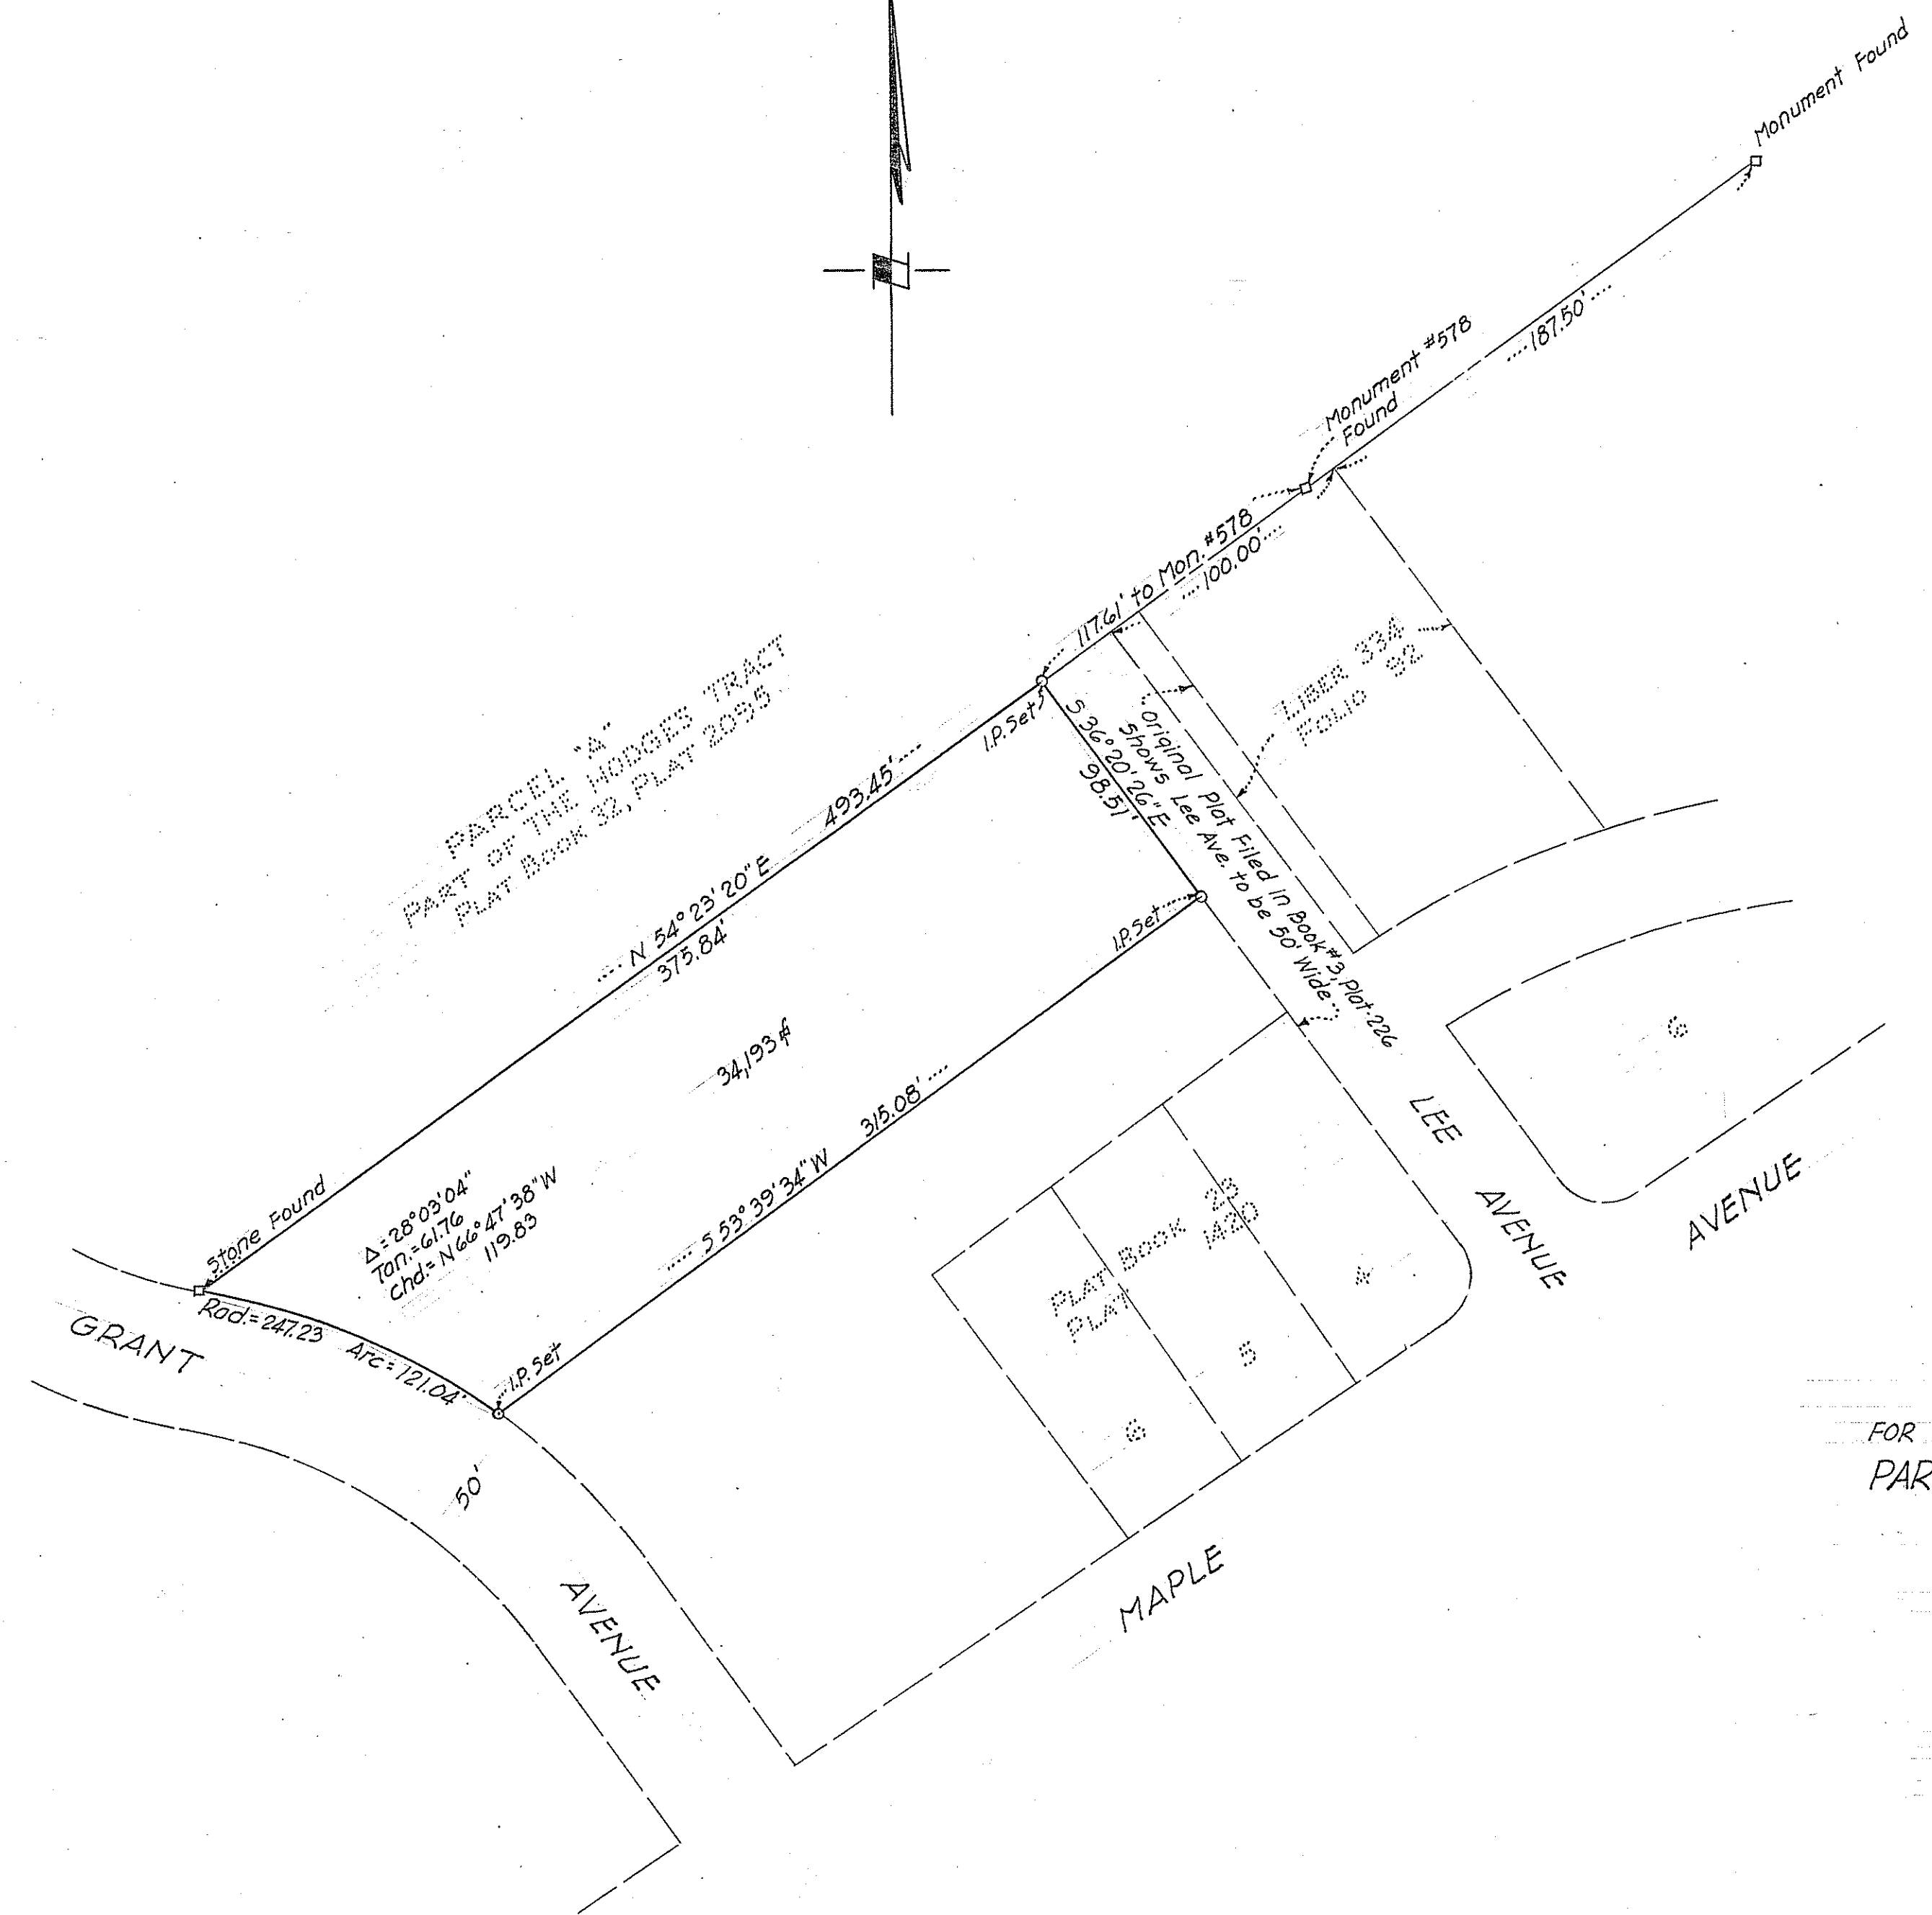 Monument Found
187.50'
Monument #578
Found
117.61' to Mon. #578
100.00'
LIBER 334
FOLIO 92
PARCEL "A"
PART OF THE HODGES TRACT
PLAT BOOK 32, PLAT 2095
493.45'
I.P. Set
S 36° 20' 26" E
98.51'
Original Plat Filed in Book #3, Plat-226
Shows Lee Ave. to be 50' Wide
N 54° 23' 20" E
375.84'
I.P. Set
34,193
315.08'
S 53° 39' 34" W
Stone Found
Δ = 28° 03' 04"
Tan. = 61.76
Chd. = N 66° 47' 38" W
119.83
Rad. = 247.23 Arc = 121.04'
I.P. Set
GRANT
50'
AVENUE
LEE
AVENUE
6
AVENUE
PLAT BOOK 23
PLAT 1420
4
5
6
MAPLE
FOR
PAR